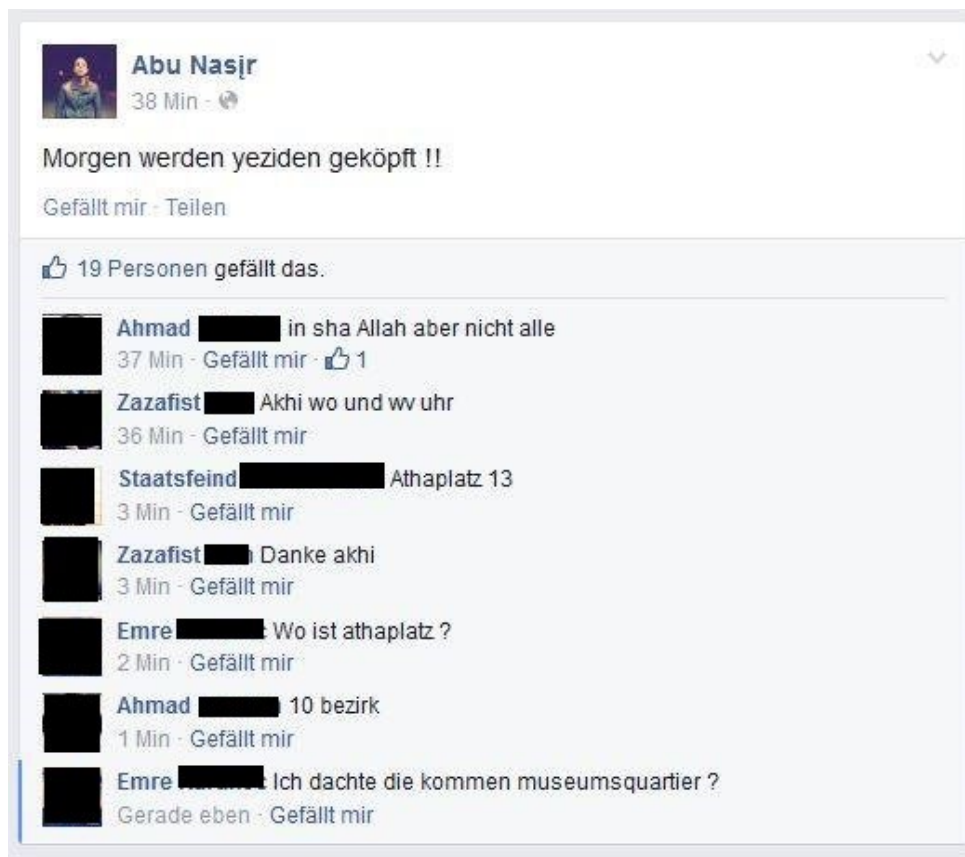 Abu Nasįr
38 Min ·
Morgen werden yeziden geköpft !!
Gefällt mir · Teilen
19 Personen gefällt das.
Ahmad in sha Allah aber nicht alle
37 Min · Gefällt mir · 1
Zazafist Akhi wo und wv uhr
36 Min · Gefällt mir
Staatsfeind Athaplatz 13
3 Min · Gefällt mir
Zazafist Danke akhi
3 Min · Gefällt mir
Emre Wo ist athaplatz ?
2 Min · Gefällt mir
Ahmad 10 bezirk
1 Min · Gefällt mir
Emre Ich dachte die kommen museumsquartier ?
Gerade eben · Gefällt mir